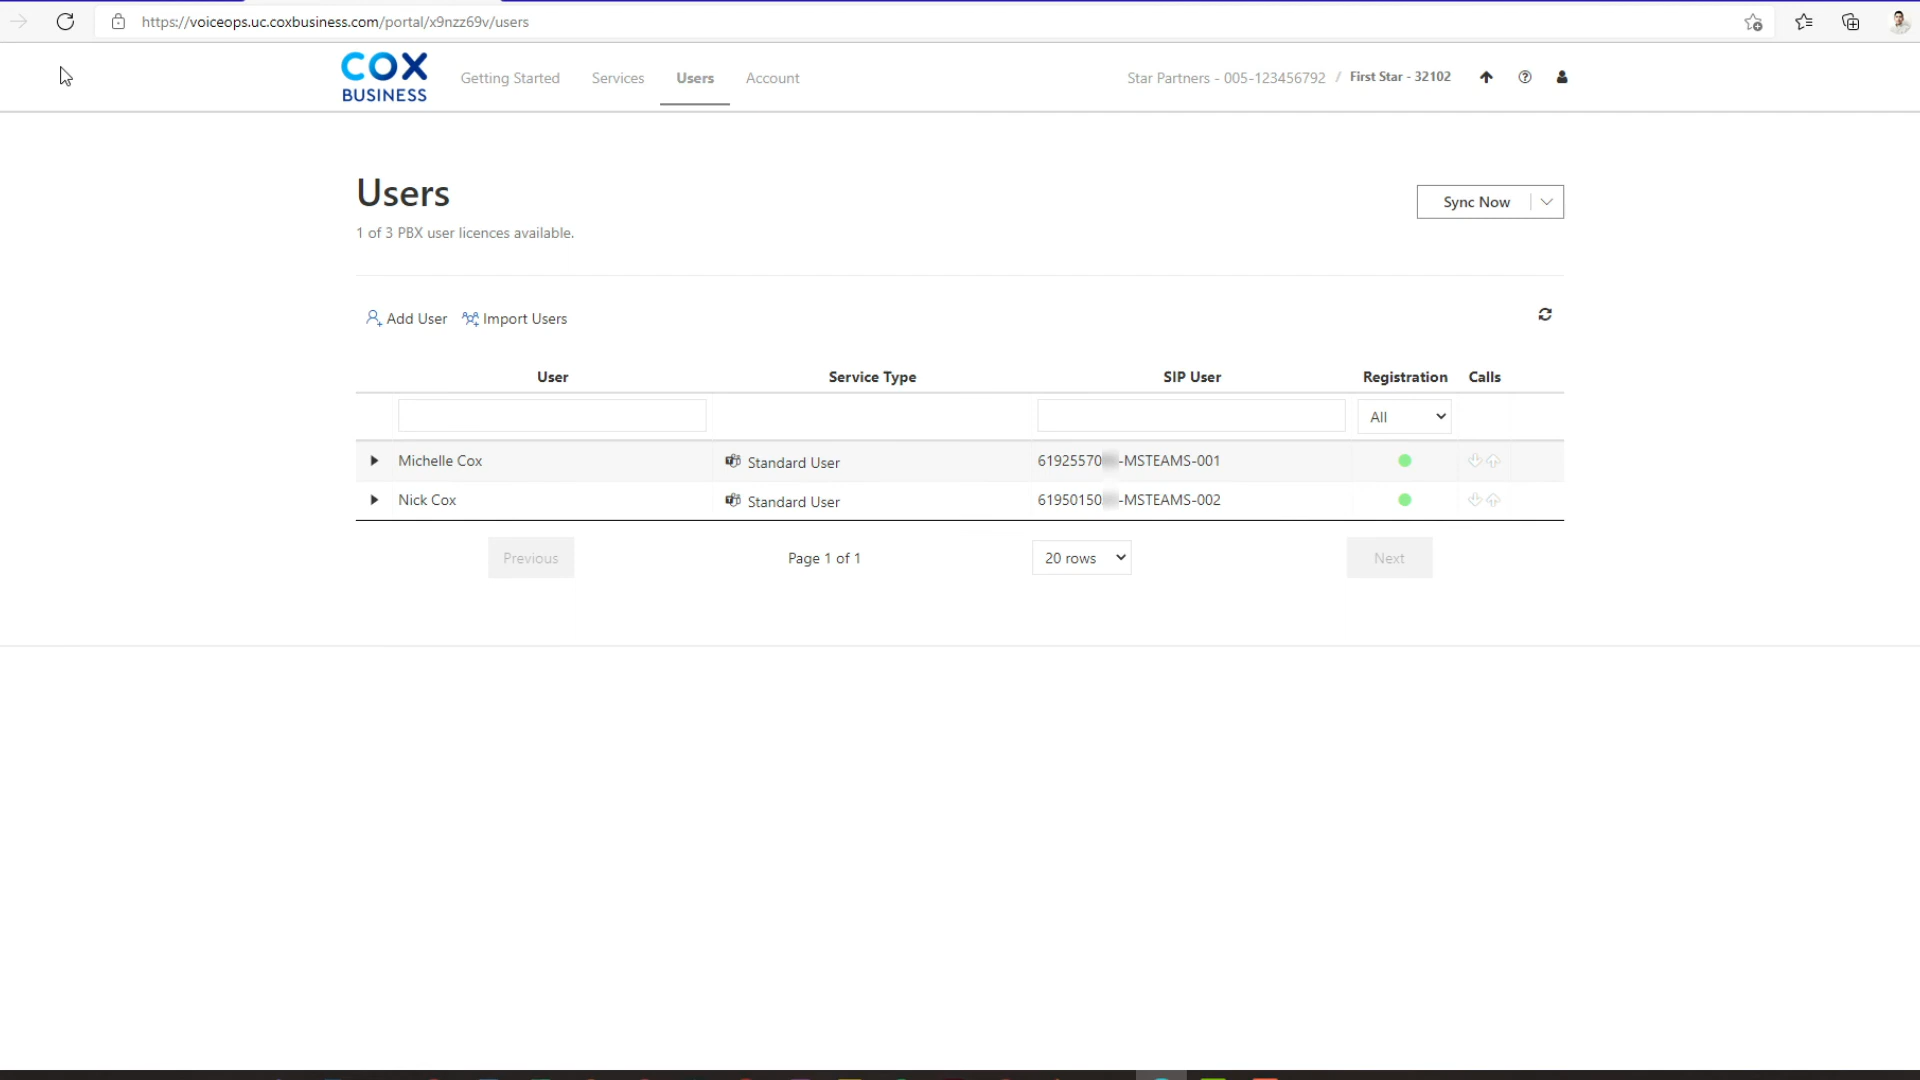 https://voiceops.uc.coxbusiness.com/portal/x9nzz69v/users
COX
BUSINESS
Getting Started Services Users Account
Star Partners - 005-123456792 / First Star - 32102
Users
Sync Now
1 of 3 PBX user licences available.
Add User Import Users
User Service Type SIP User Registration Calls
All
Michelle Cox Standard User 61925570 -MSTEAMS-001
Nick Cox Standard User 61950150 -MSTEAMS-002
Previous Page 1 of 1 20 rows Next